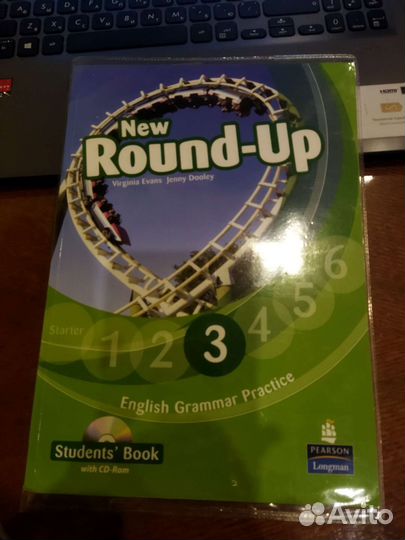 HDMI
New
Round-Up
Virginia Evans Jenny Dooley
Starter 1 2 3 4 5 6
English Grammar Practice
Students' Book
with CD-Rom
PEARSON
Longman
Avito